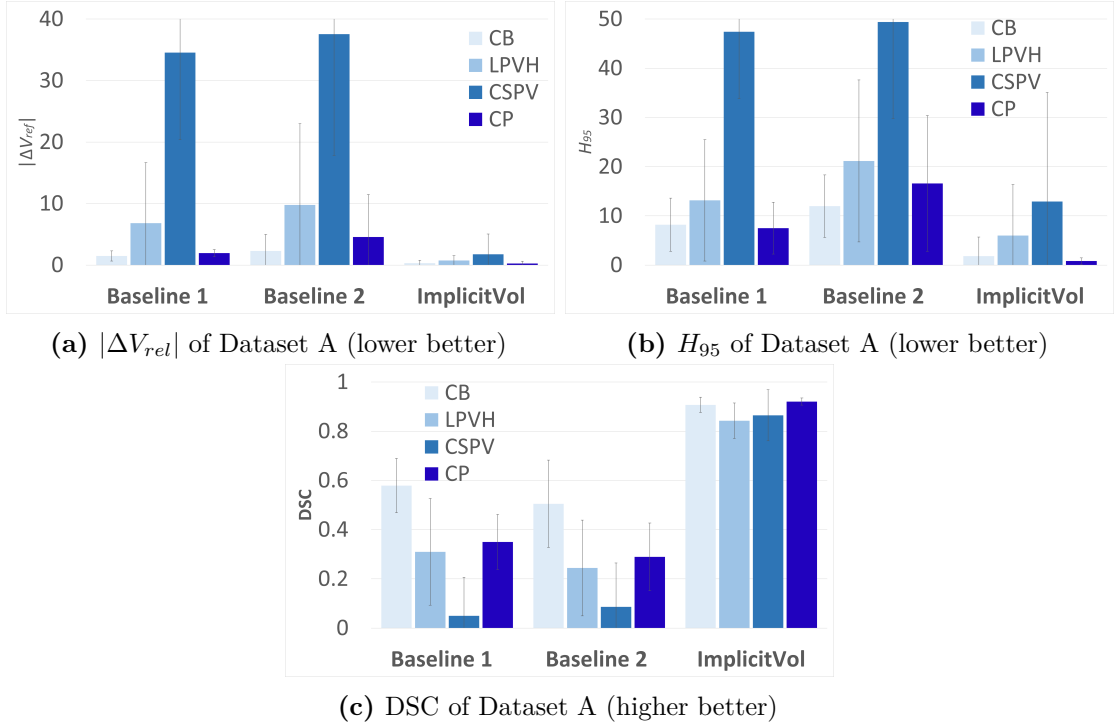 40
30
20
10
0
|ΔV_ref|
CB
LPVH
CSPV
CP
Baseline 1 Baseline 2 ImplicitVol
(a) |ΔV_rel| of Dataset A (lower better)
50
40
30
20
10
0
H_95
CB
LPVH
CSPV
CP
Baseline 1 Baseline 2 ImplicitVol
(b) H_95 of Dataset A (lower better)
1
0.8
0.6
0.4
0.2
0
DSC
CB
LPVH
CSPV
CP
Baseline 1 Baseline 2 ImplicitVol
(c) DSC of Dataset A (higher better)